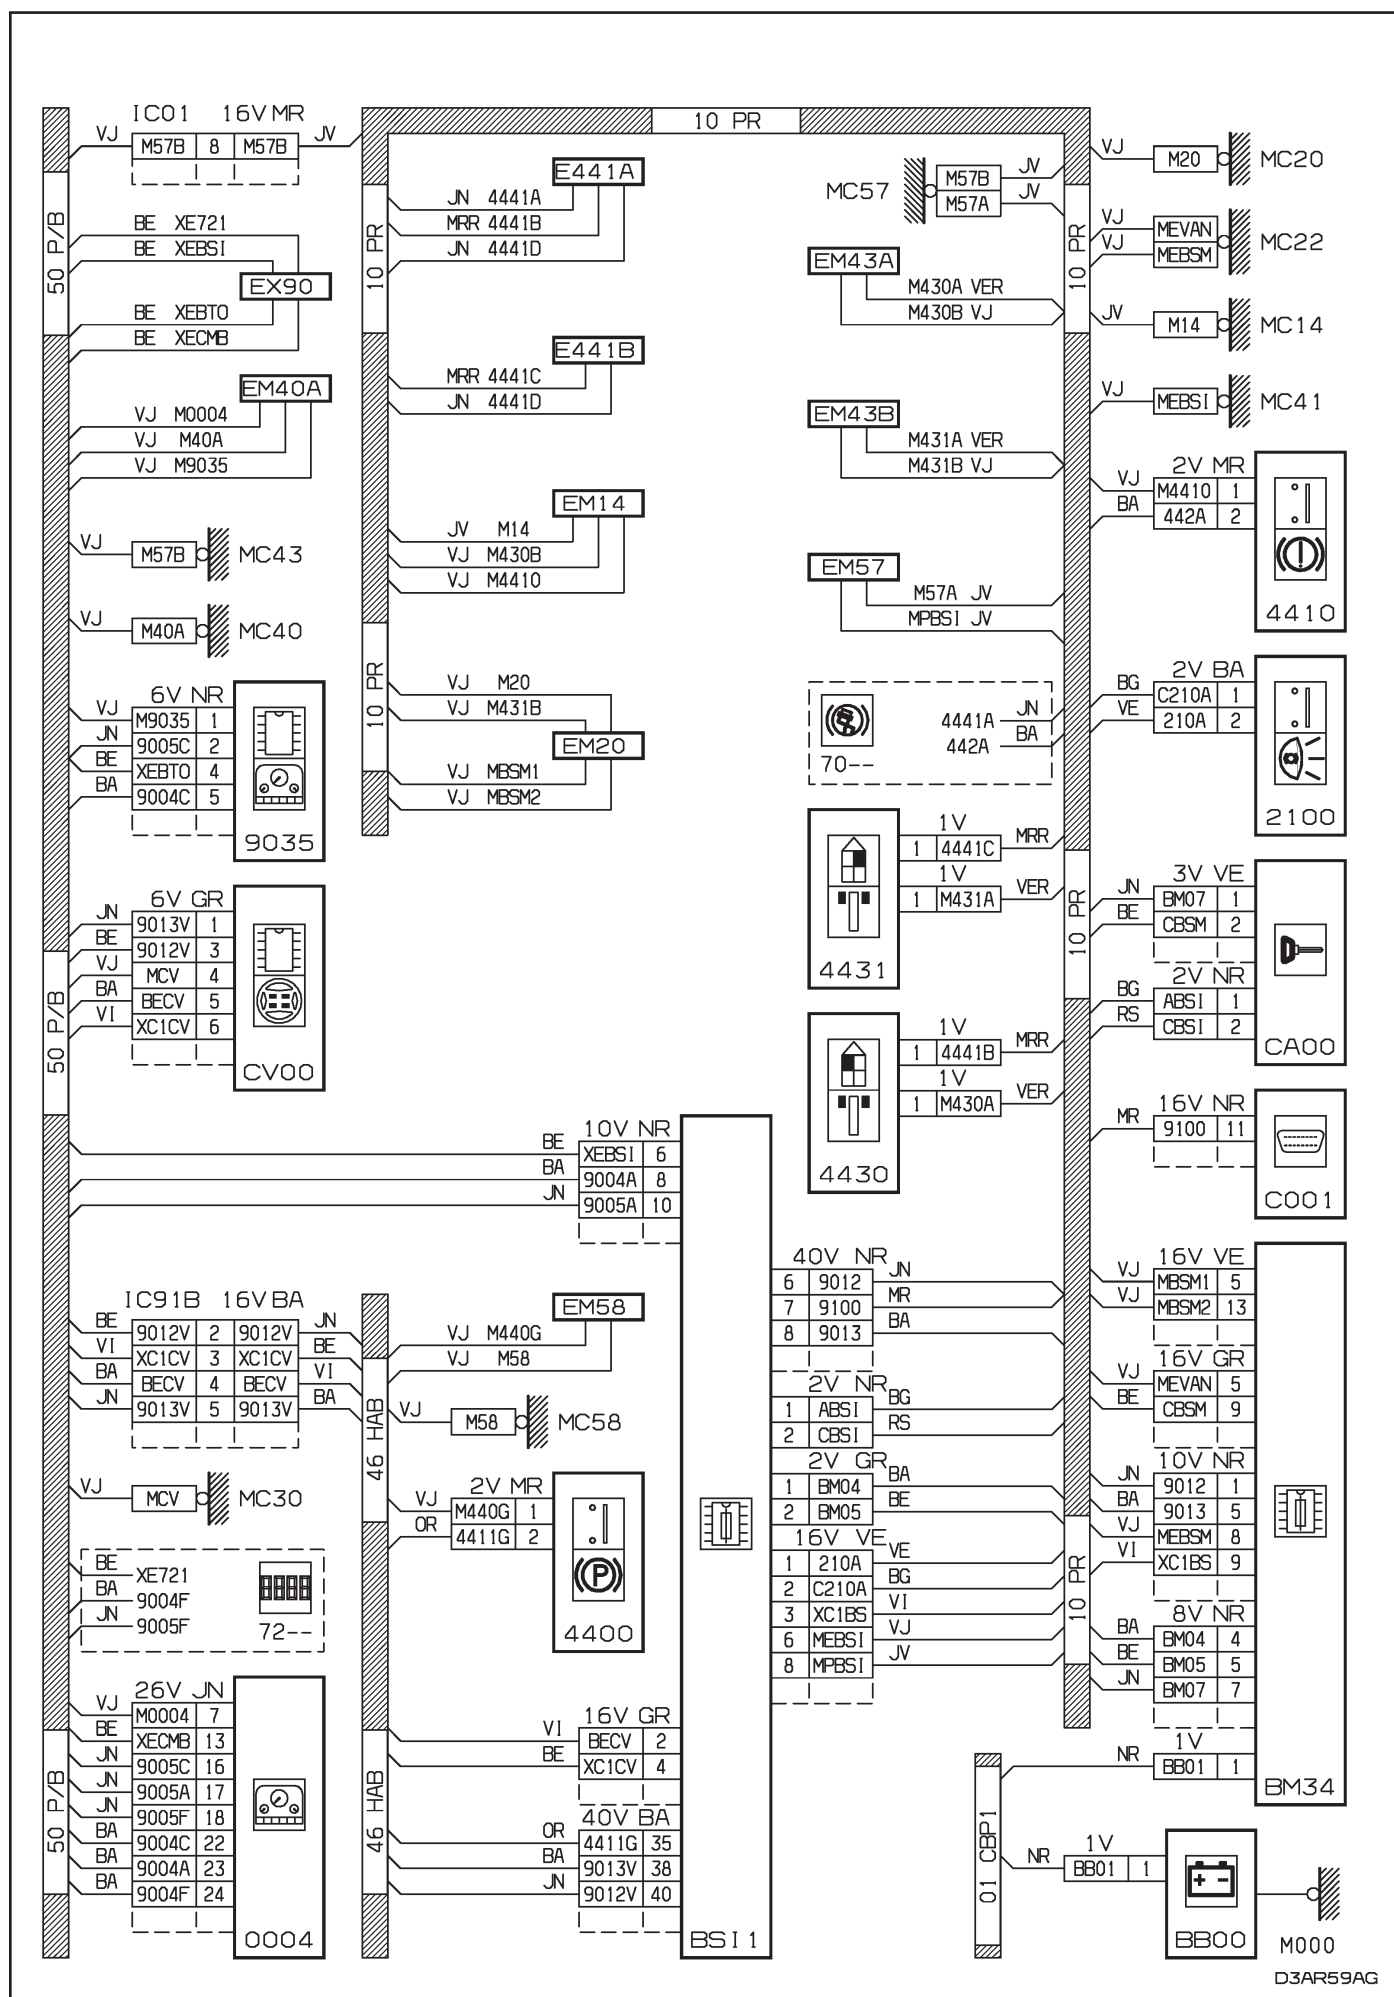 10 PR
IC01 16V MR
VJ M57B 8 M57B JV
50 P/B
BE XE721
BE XEBSI
EX90
BE XEBTO
BE XECMB
EM40A
VJ M0004
VJ M40A
VJ M9035
VJ M57B MC43
VJ M40A MC40
6V NR
VJ M9035 1
JN 9005C 2
BE XEBTO 4
BA 9004C 5
9035
6V GR
JN 9013V 1
BE 9012V 3
VJ MCV 4
BA BECV 5
VI XC1CV 6
CV00
50 P/B
IC91B 16V BA
BE 9012V 2 9012V JN
VI XC1CV 3 XC1CV BE
BA BECV 4 BECV VI
JN 9013V 5 9013V BA
VJ MCV MC30
BE XE721
BA 9004F
JN 9005F
72--
26V JN
VJ M0004 7
BE XECMB 13
JN 9005C 16
JN 9005A 17
JN 9005F 18
BA 9004C 22
BA 9004A 23
BA 9004F 24
0004
50 P/B
10 PR
E441A
JN 4441A
MRR 4441B
JN 4441D
E441B
MRR 4441C
JN 4441D
EM14
JV M14
VJ M430B
VJ M4410
10 PR
VJ M20
VJ M431B
EM20
VJ MBSM1
VJ MBSM2
10V NR
BE XEBSI 6
BA 9004A 8
JN 9005A 10
EM58
VJ M440G
VJ M58
46 HAB
VJ M58 MC58
2V MR
VJ M440G 1
OR 4411G 2
4400
16V GR
VI BECV 2
BE XC1CV 4
46 HAB
40V BA
OR 4411G 35
BA 9013V 38
JN 9012V 40
BSI1
MC57
M57B JV
M57A JV
EM43A
M430A VER
M430B VJ
EM43B
M431A VER
M431B VJ
EM57
M57A JV
MPBSI JV
4441A JN
442A BA
70--
1V
1 4441C MRR
1V
1 M431A VER
4431
1V
1 4441B MRR
1V
1 M430A VER
4430
40V NR
6 9012 JN
7 9100 MR
8 9013 BA
2V NR
1 ABSI BG
2 CBSI RS
2V GR
1 BM04 BA
2 BM05 BE
16V VE
1 210A VE
2 C210A BG
3 XC1BS VI
6 MEBSI VJ
8 MPBSI JV
10 PR
10 PR
10 PR
VJ M20 MC20
VJ MEVAN
VJ MEBSM
MC22
JV M14 MC14
VJ MEBSI MC41
2V MR
VJ M4410 1
BA 442A 2
4410
2V BA
BG C210A 1
VE 210A 2
2100
3V VE
JN BM07 1
BE CBSM 2
2V NR
BG ABSI 1
RS CBSI 2
CA00
16V NR
MR 9100 11
C001
16V VE
VJ MBSM1 5
VJ MBSM2 13
16V GR
VJ MEVAN 5
BE CBSM 9
10V NR
JN 9012 1
BA 9013 5
VJ MEBSM 8
VI XC1BS 9
8V NR
BA BM04 4
BE BM05 5
JN BM07 7
1V
NR BB01 1
BM34
01 CBP1
1V
NR BB01 1
BB00
M000
D3AR59AG